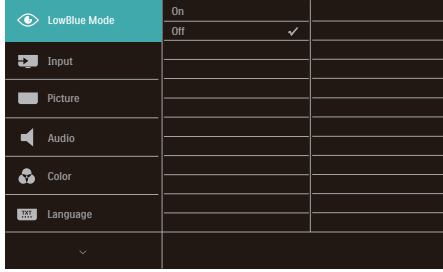 LowBlue Mode
On
Off
Input
Picture
Audio
Color
TXT
Language